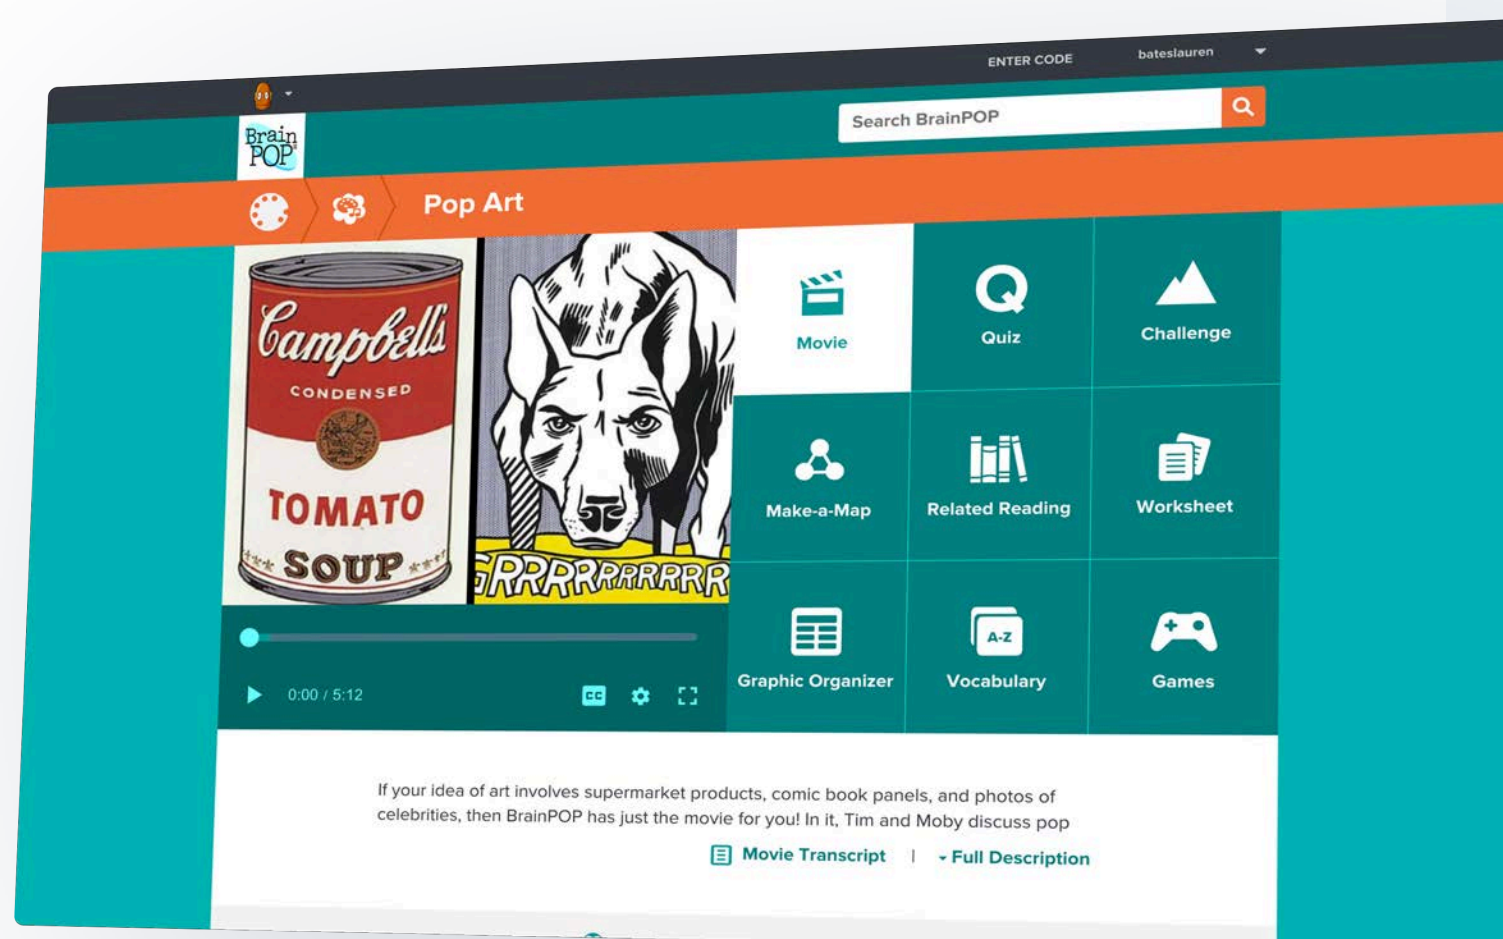 ENTER CODE
bateslauren
Brain
POP
Search BrainPOP
Pop Art
Campbell's
CONDENSED
TOMATO
SOUP
GRRRRRRRRRRR
Movie
Quiz
Challenge
Make-a-Map
Related Reading
Worksheet
A-Z
Graphic Organizer
Vocabulary
Games
0:00 / 5:12
CC
If your idea of art involves supermarket products, comic book panels, and photos of
celebrities, then BrainPOP has just the movie for you! In it, Tim and Moby discuss pop
Movie Transcript | Full Description